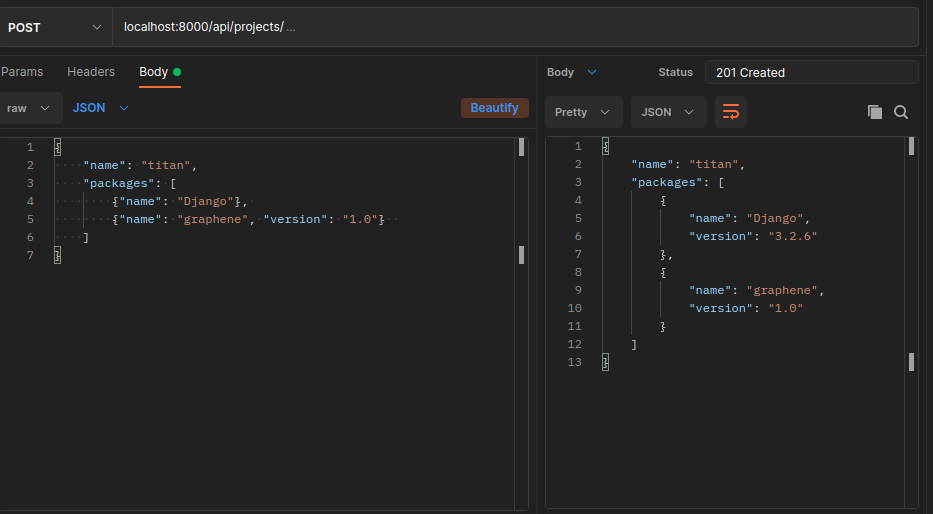 POST localhost:8000/api/projects/ ...
Params Headers Body
raw JSON Beautify
1 {
2 "name": "titan",
3 "packages": [
4 {"name": "Django"},
5 {"name": "graphene", "version": "1.0"}
6 ]
7 }
Body Status 201 Created
Pretty JSON
1 {
2 "name": "titan",
3 "packages": [
4 {
5 "name": "Django",
6 "version": "3.2.6"
7 },
8 {
9 "name": "graphene",
10 "version": "1.0"
11 }
12 ]
13 }